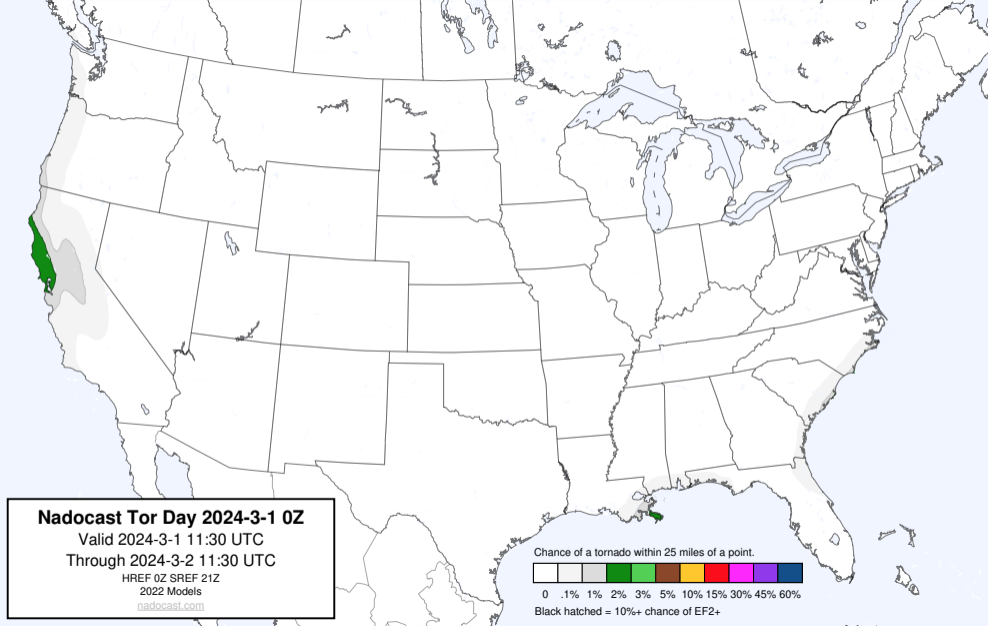 Nadocast Tor Day 2024-3-1 0Z
Valid 2024-3-1 11:30 UTC
Through 2024-3-2 11:30 UTC
HREF 0Z SREF 21Z
2022 Models
nadocast.com
Chance of a tornado within 25 miles of a point.
0 .1% 1% 2% 3% 5% 10% 15% 30% 45% 60%
Black hatched = 10%+ chance of EF2+